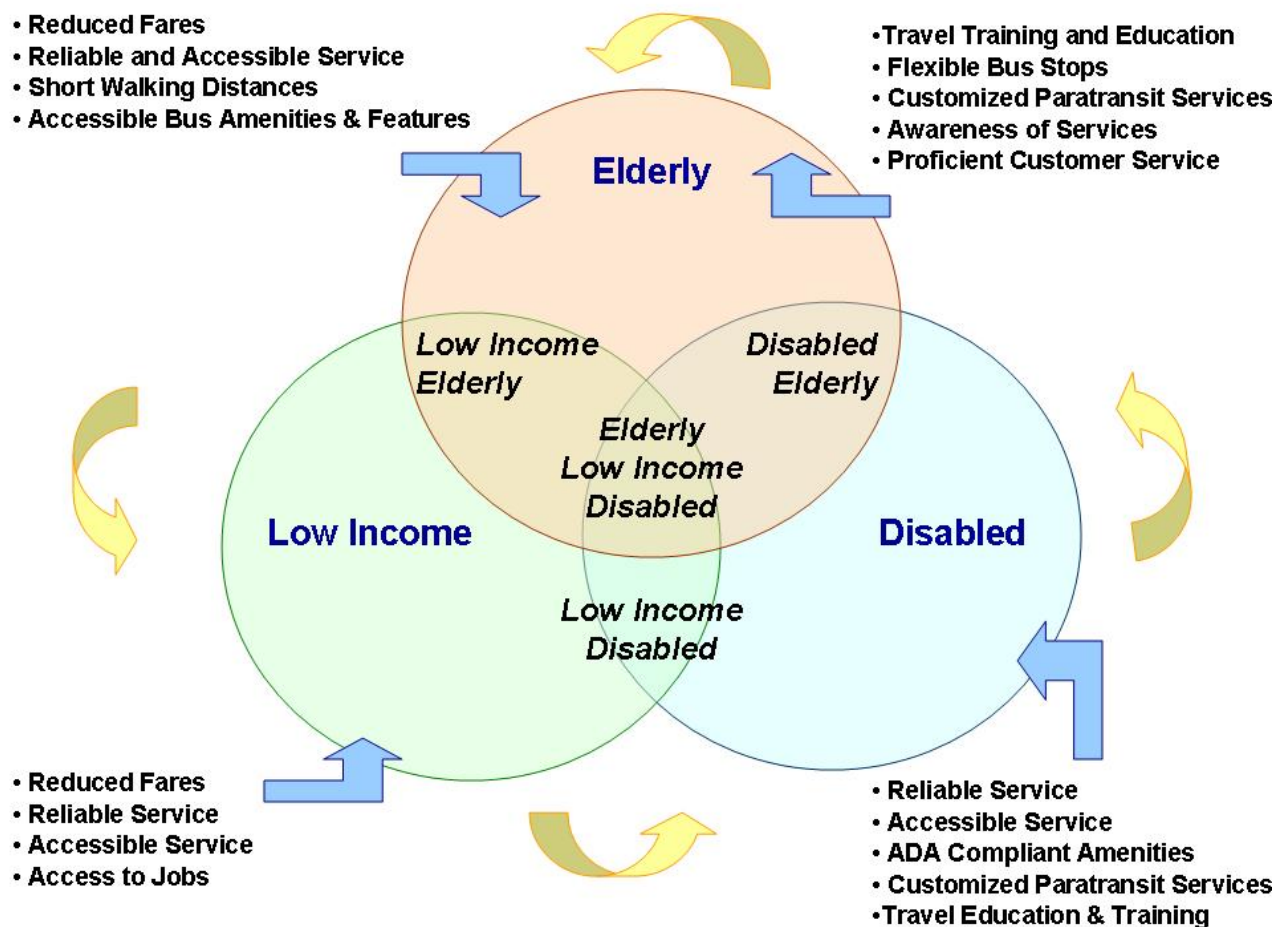 • Reduced Fares
• Reliable and Accessible Service
• Short Walking Distances
• Accessible Bus Amenities & Features
•Travel Training and Education
• Flexible Bus Stops
• Customized Paratransit Services
• Awareness of Services
• Proficient Customer Service
Elderly
Low Income
Elderly
Disabled
Elderly
Elderly
Low Income
Disabled
Low Income
Disabled
Low Income
Disabled
• Reduced Fares
• Reliable Service
• Accessible Service
• Access to Jobs
• Reliable Service
• Accessible Service
• ADA Compliant Amenities
• Customized Paratransit Services
•Travel Education & Training